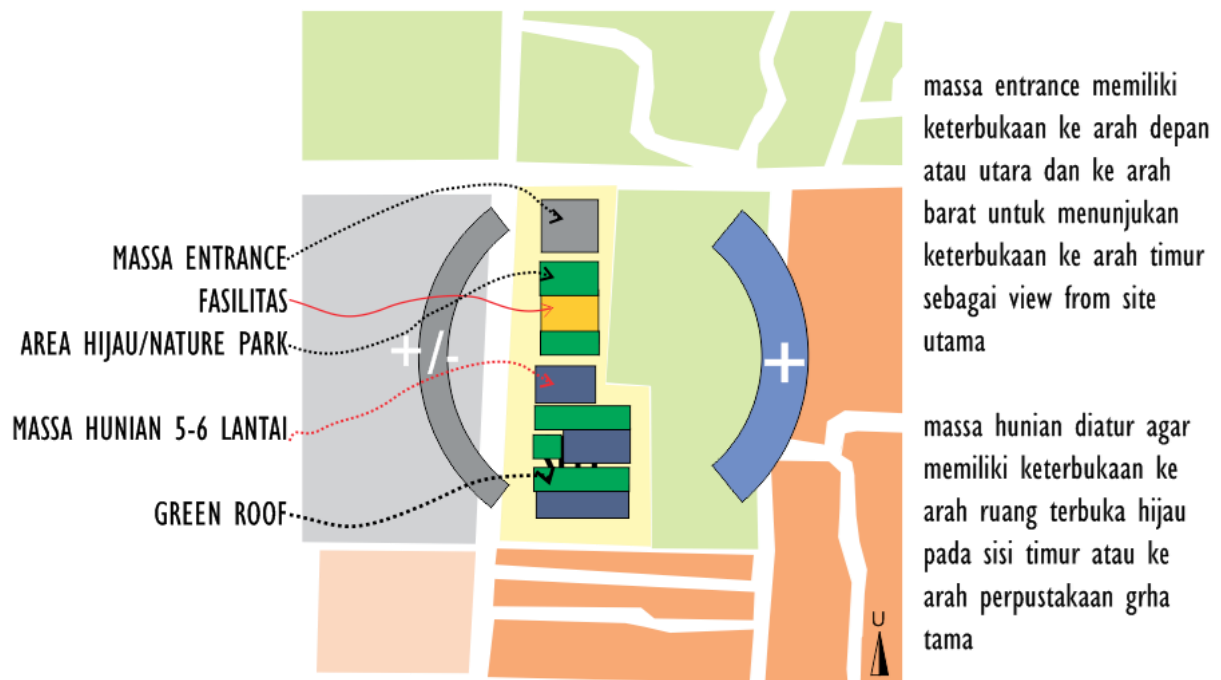 MASSA ENTRANCE
FASILITAS
AREA HIJAU/NATURE PARK
MASSA HUNIAN 5-6 LANTAI
GREEN ROOF
+/-
+
U
massa entrance memiliki
keterbukaan ke arah depan
atau utara dan ke arah
barat untuk menunjukan
keterbukaan ke arah timur
sebagai view from site
utama
massa hunian diatur agar
memiliki keterbukaan ke
arah ruang terbuka hijau
pada sisi timur atau ke
arah perpustakaan grha
tama